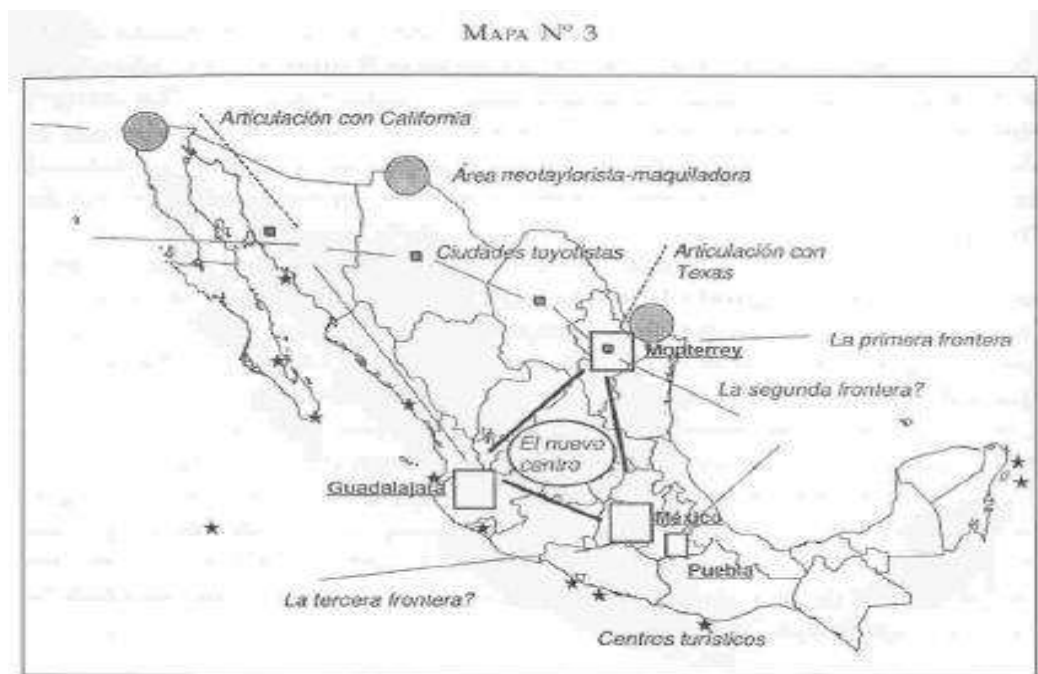 MAPA Nº 3
Articulación con California
Área neotaylorista-maquiladora
Ciudades toyotistas
Articulación con
Texas
La primera frontera
Monterrey
La segunda frontera?
El nuevo
centro
Guadalajara
México
Puebla
La tercera frontera?
Centros turísticos